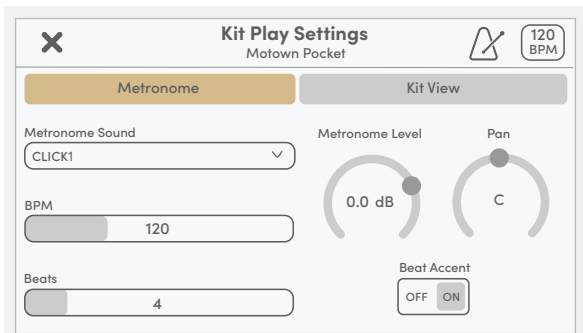 Kit Play Settings
Motown Pocket
120
BPM
Metronome
Kit View
Metronome Sound
CLICK1
BPM
120
Beats
4
Metronome Level
0.0 dB
Pan
C
Beat Accent
OFF ON